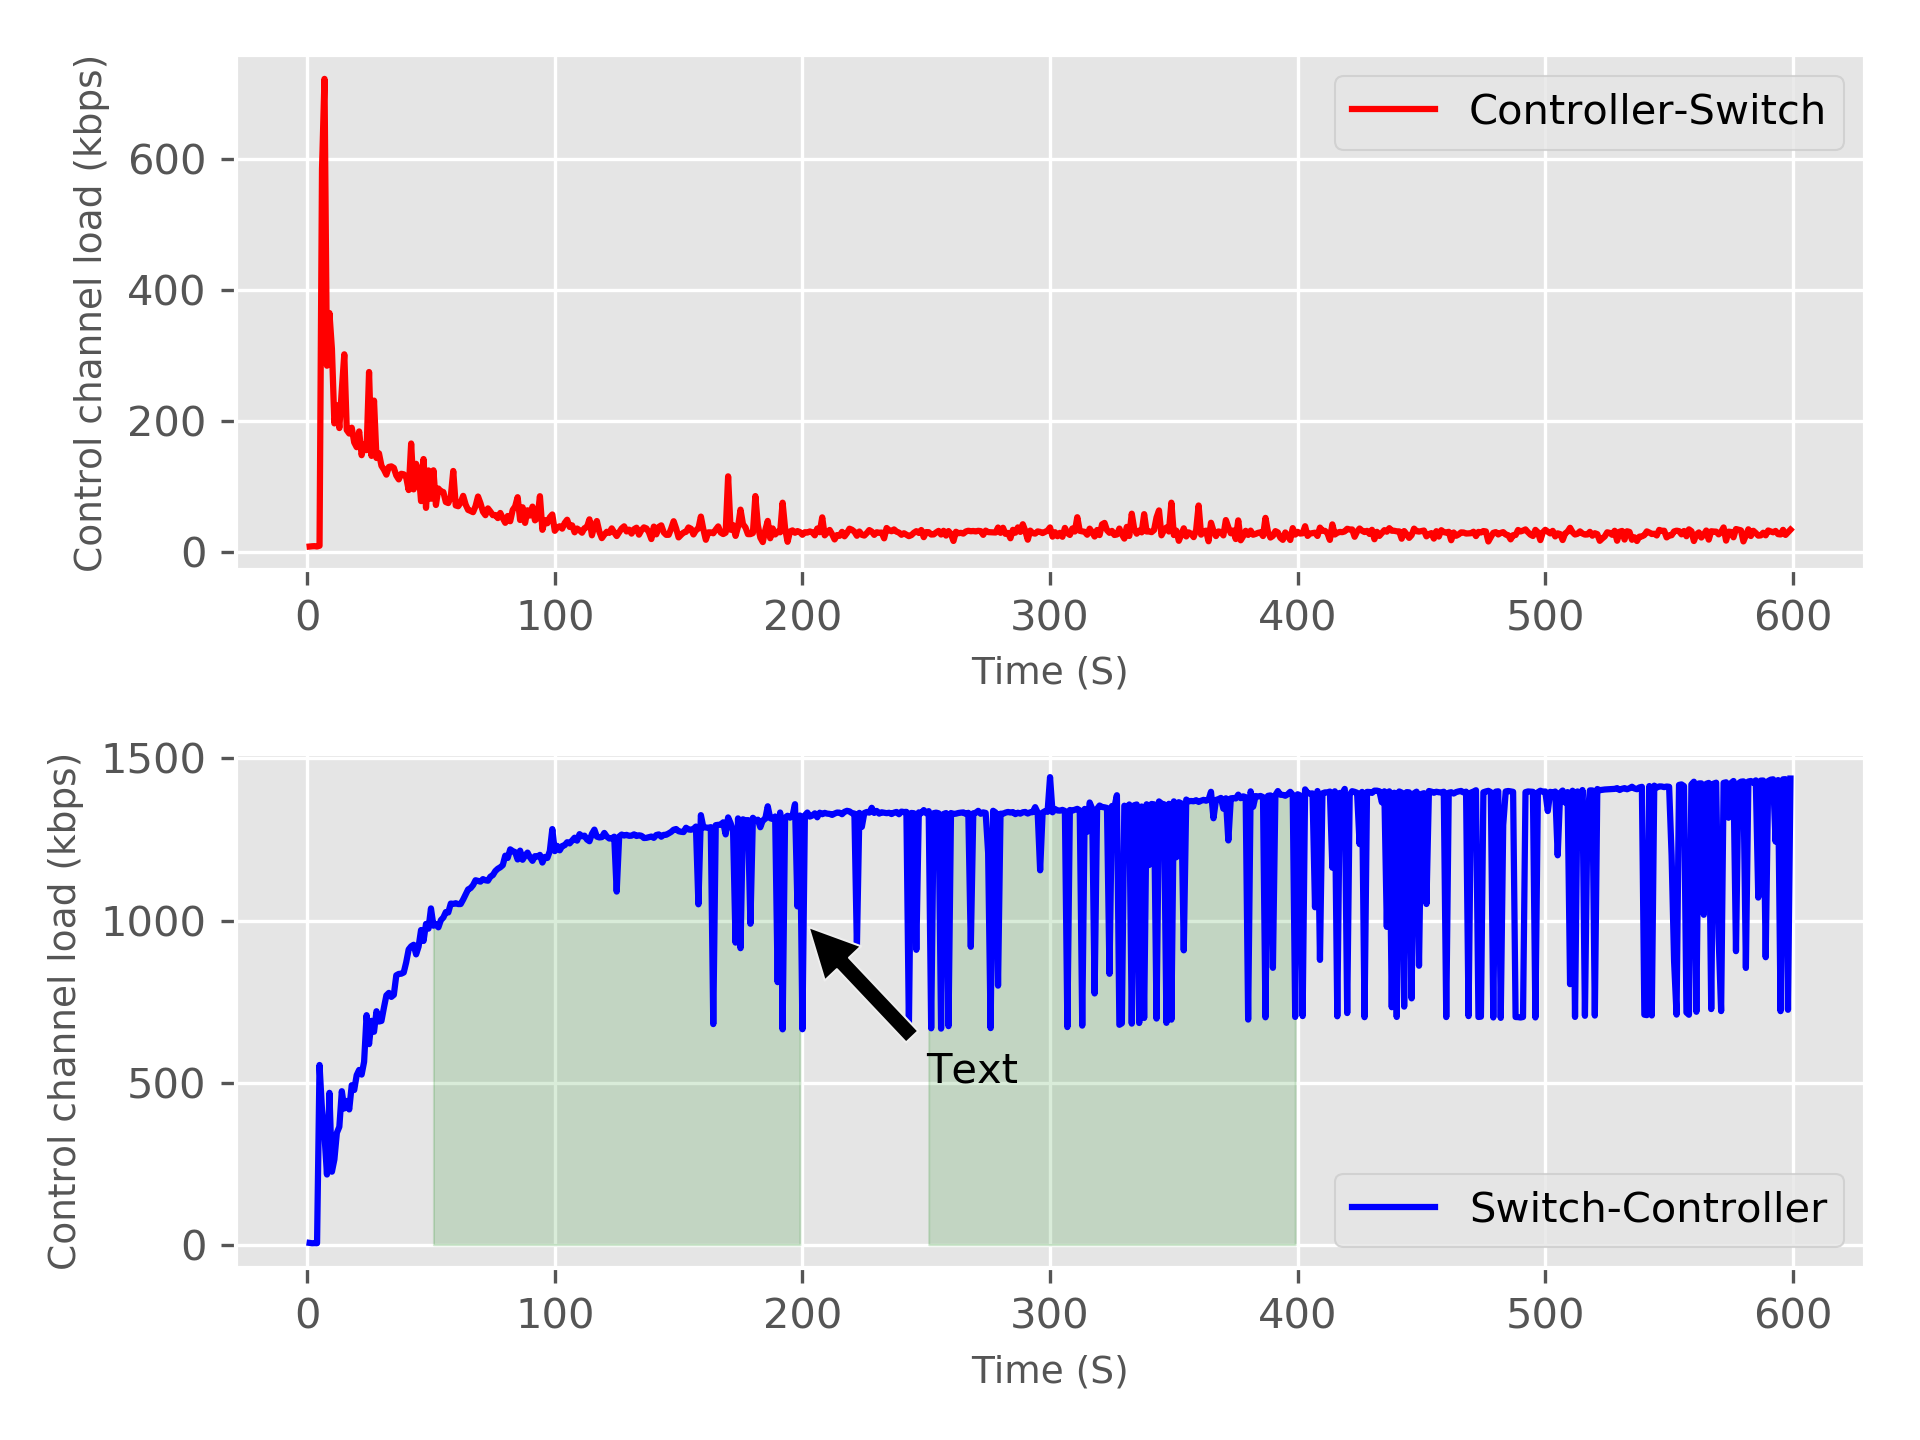 Control channel load (kbps)
600
400
200
0
Controller-Switch
0 100 200 300 400 500 600
Time (S)
Control channel load (kbps)
1500
1000
500
0
Text
Switch-Controller
0 100 200 300 400 500 600
Time (S)